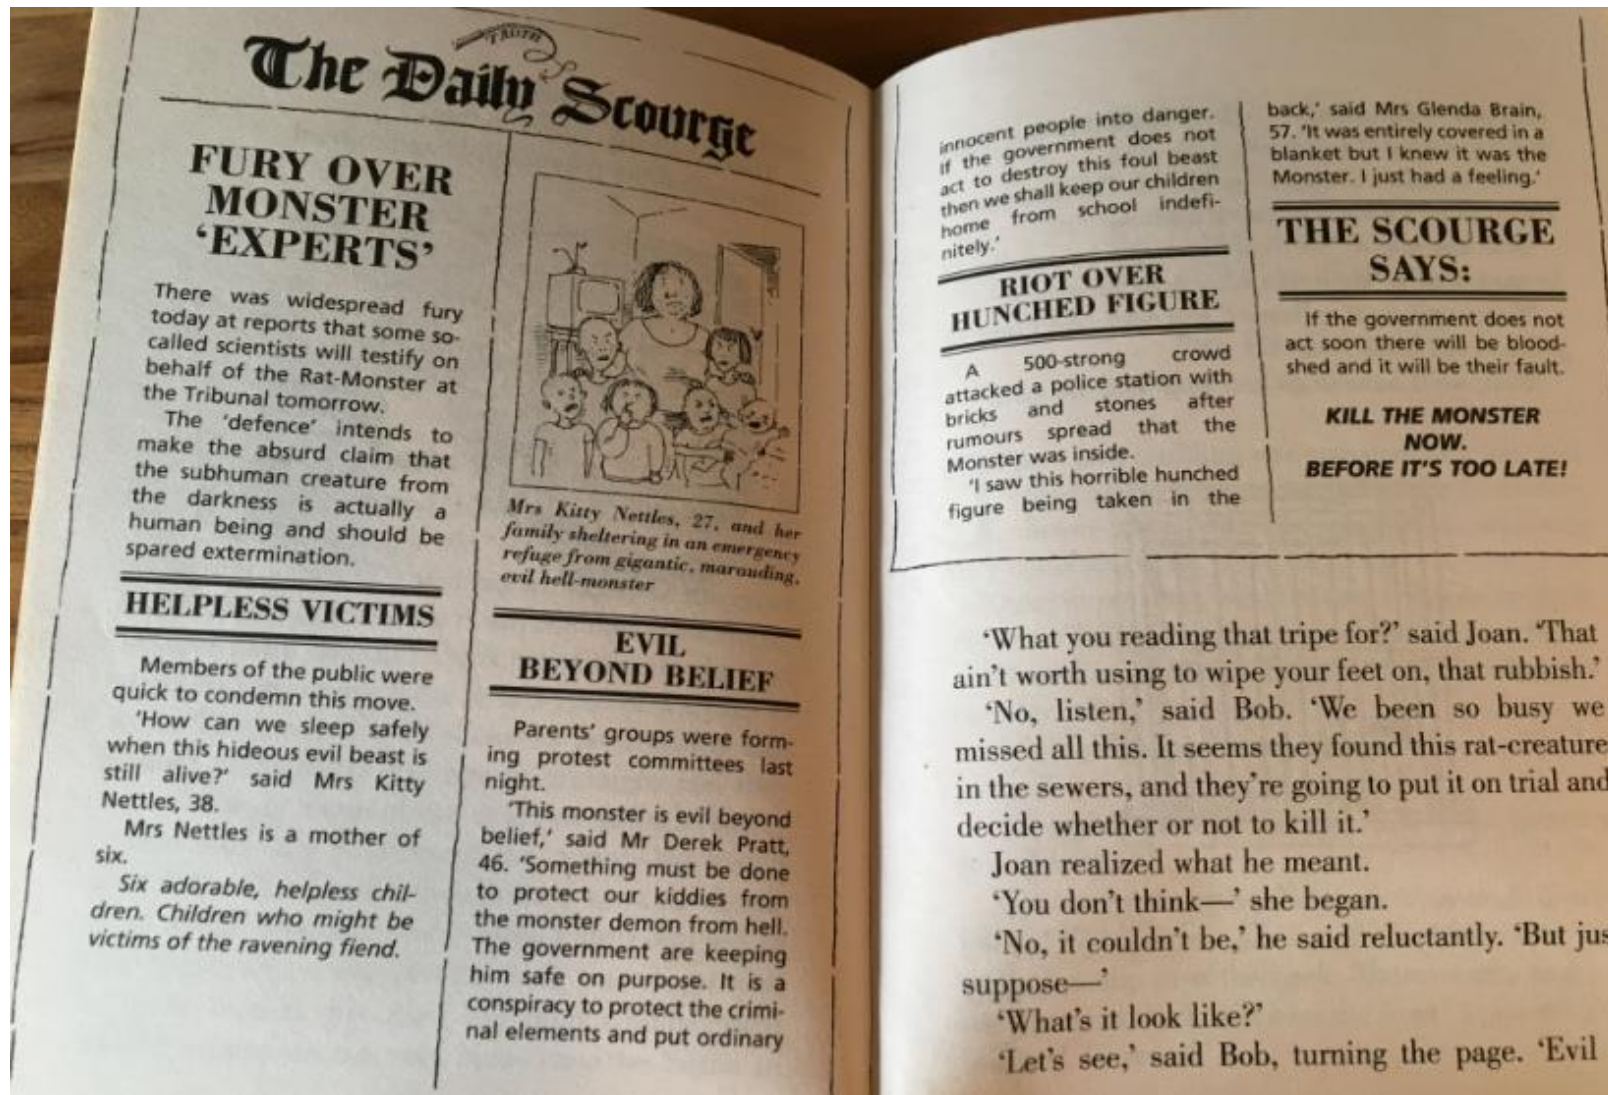 TRUTH
The Daily Scourge
FURY OVER
MONSTER
‘EXPERTS’
There was widespread fury
today at reports that some so-
called scientists will testify on
behalf of the Rat-Monster at
the Tribunal tomorrow.
The ‘defence’ intends to
make the absurd claim that
the subhuman creature from
the darkness is actually a
human being and should be
spared extermination.
HELPLESS VICTIMS
Members of the public were
quick to condemn this move.
‘How can we sleep safely
when this hideous evil beast is
still alive?’ said Mrs Kitty
Nettles, 38.
Mrs Nettles is a mother of
six.
Six adorable, helpless chil-
dren. Children who might be
victims of the ravening fiend.
Mrs Kitty Nettles, 27, and her
family sheltering in an emergency
refuge from gigantic, marauding,
evil hell-monster
EVIL
BEYOND BELIEF
Parents’ groups were form-
ing protest committees last
night.
‘This monster is evil beyond
belief,’ said Mr Derek Pratt,
46. ‘Something must be done
to protect our kiddies from
the monster demon from hell.
The government are keeping
him safe on purpose. It is a
conspiracy to protect the crimi-
nal elements and put ordinary
innocent people into danger.
If the government does not
act to destroy this foul beast
then we shall keep our children
home from school indefi-
nitely.’
RIOT OVER
HUNCHED FIGURE
A 500-strong crowd
attacked a police station with
bricks and stones after
rumours spread that the
Monster was inside.
‘I saw this horrible hunched
figure being taken in the
back,’ said Mrs Glenda Brain,
57. ‘It was entirely covered in a
blanket but I knew it was the
Monster. I just had a feeling.’
THE SCOURGE
SAYS:
If the government does not
act soon there will be blood-
shed and it will be their fault.
KILL THE MONSTER
NOW.
BEFORE IT’S TOO LATE!
‘What you reading that tripe for?’ said Joan. ‘That
ain’t worth using to wipe your feet on, that rubbish.’
‘No, listen,’ said Bob. ‘We been so busy we
missed all this. It seems they found this rat-creature
in the sewers, and they’re going to put it on trial and
decide whether or not to kill it.’
Joan realized what he meant.
‘You don’t think—’ she began.
‘No, it couldn’t be,’ he said reluctantly. ‘But jus
suppose—’
‘What’s it look like?’
‘Let’s see,’ said Bob, turning the page. ‘Evil